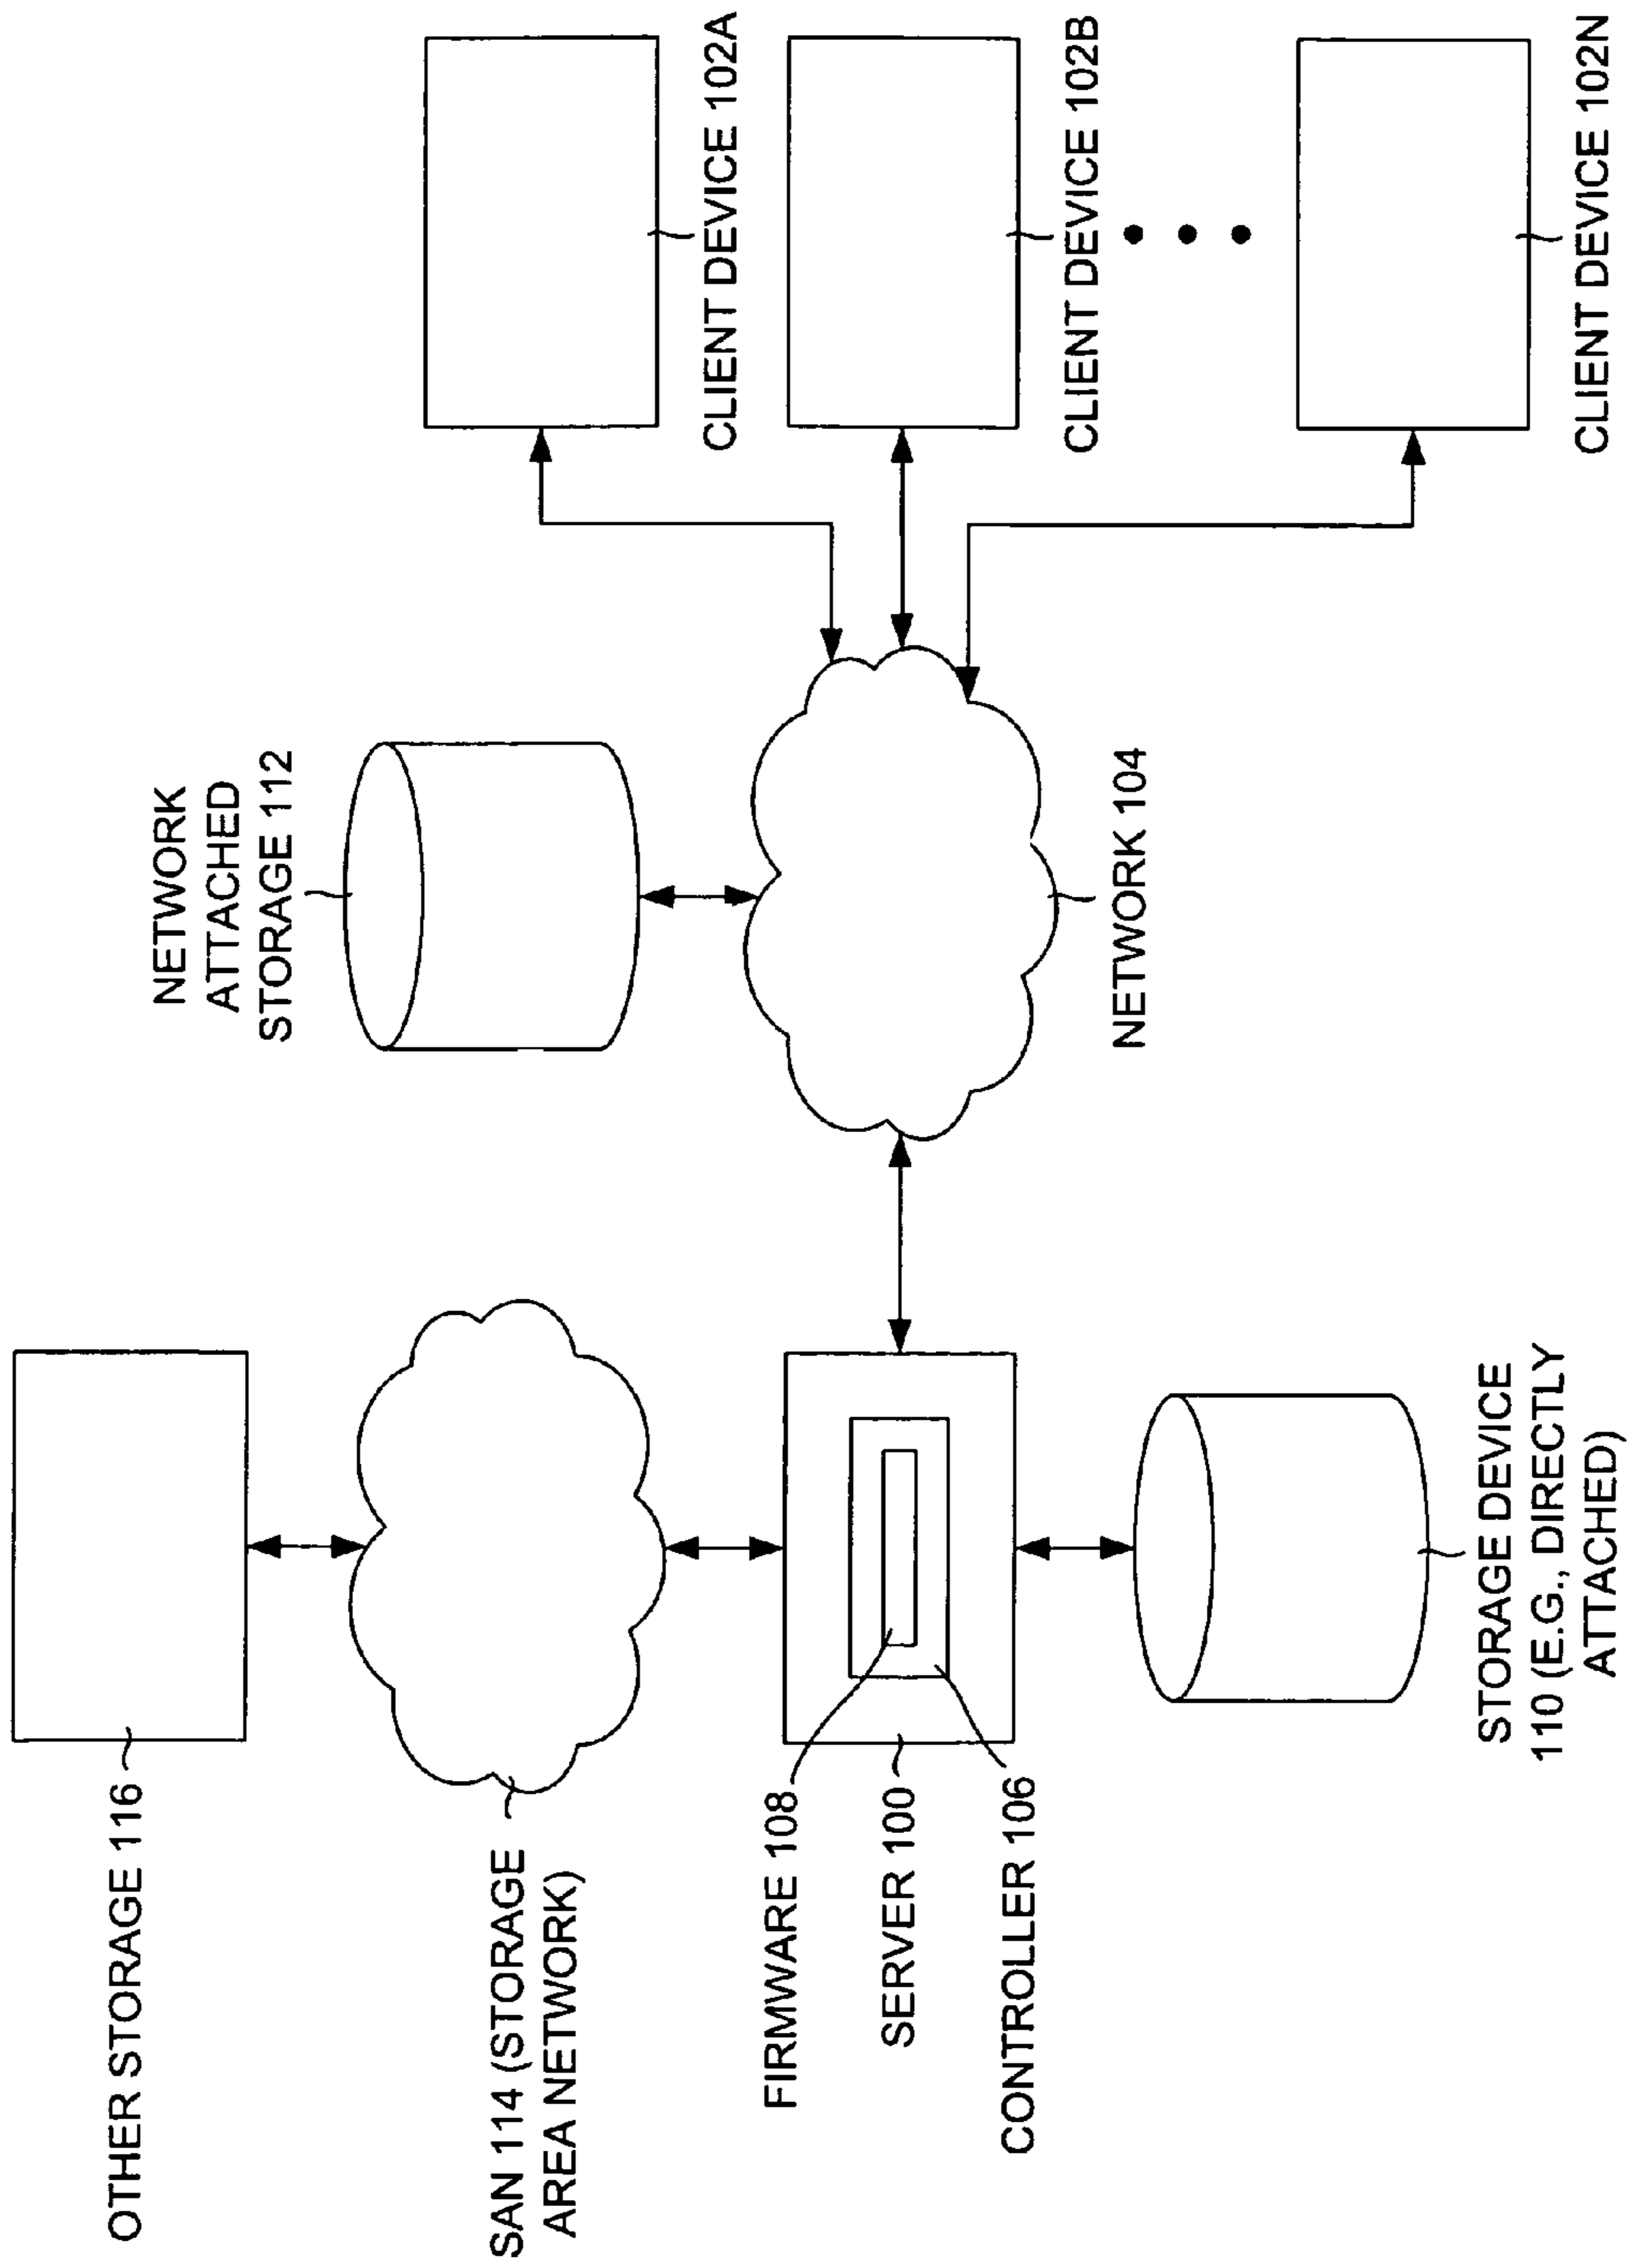 OTHER STORAGE 116
NETWORK
ATTACHED
STORAGE 112
SAN 114 (STORAGE
AREA NETWORK)
CLIENT DEVICE 102A
FIRMWARE 108
SERVER 100
CONTROLLER 106
CLIENT DEVICE 102B
NETWORK 104
STORAGE DEVICE
110 (E.G., DIRECTLY
ATTACHED)
CLIENT DEVICE 102N